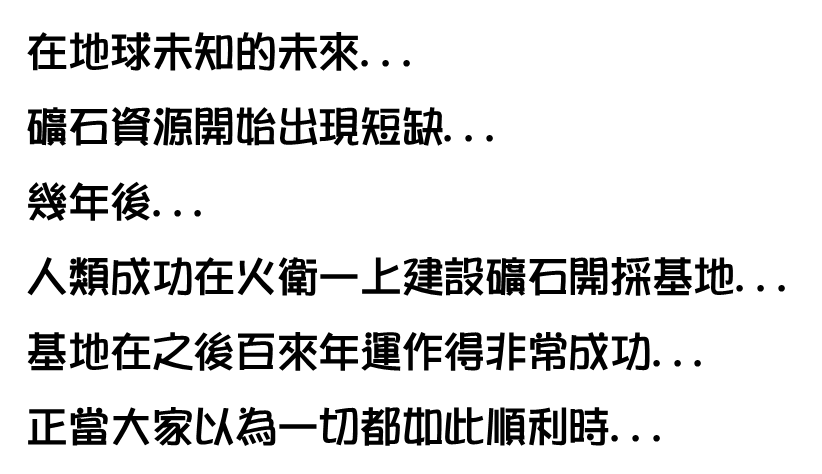 在地球未知的未來...
礦石資源開始出現短缺...
幾年後...
人類成功在火衛一上建設礦石開採基地...
基地在之後百來年運作得非常成功...
正當大家以為一切都如此順利時...